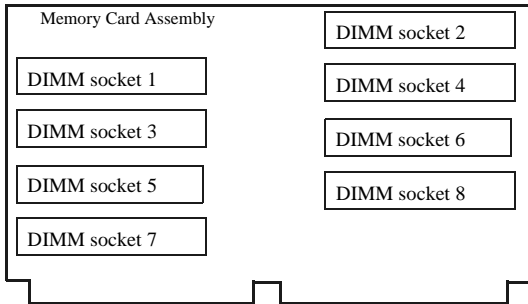 Memory Card Assembly
DIMM socket 2
DIMM socket 1
DIMM socket 4
DIMM socket 3
DIMM socket 6
DIMM socket 5
DIMM socket 8
DIMM socket 7